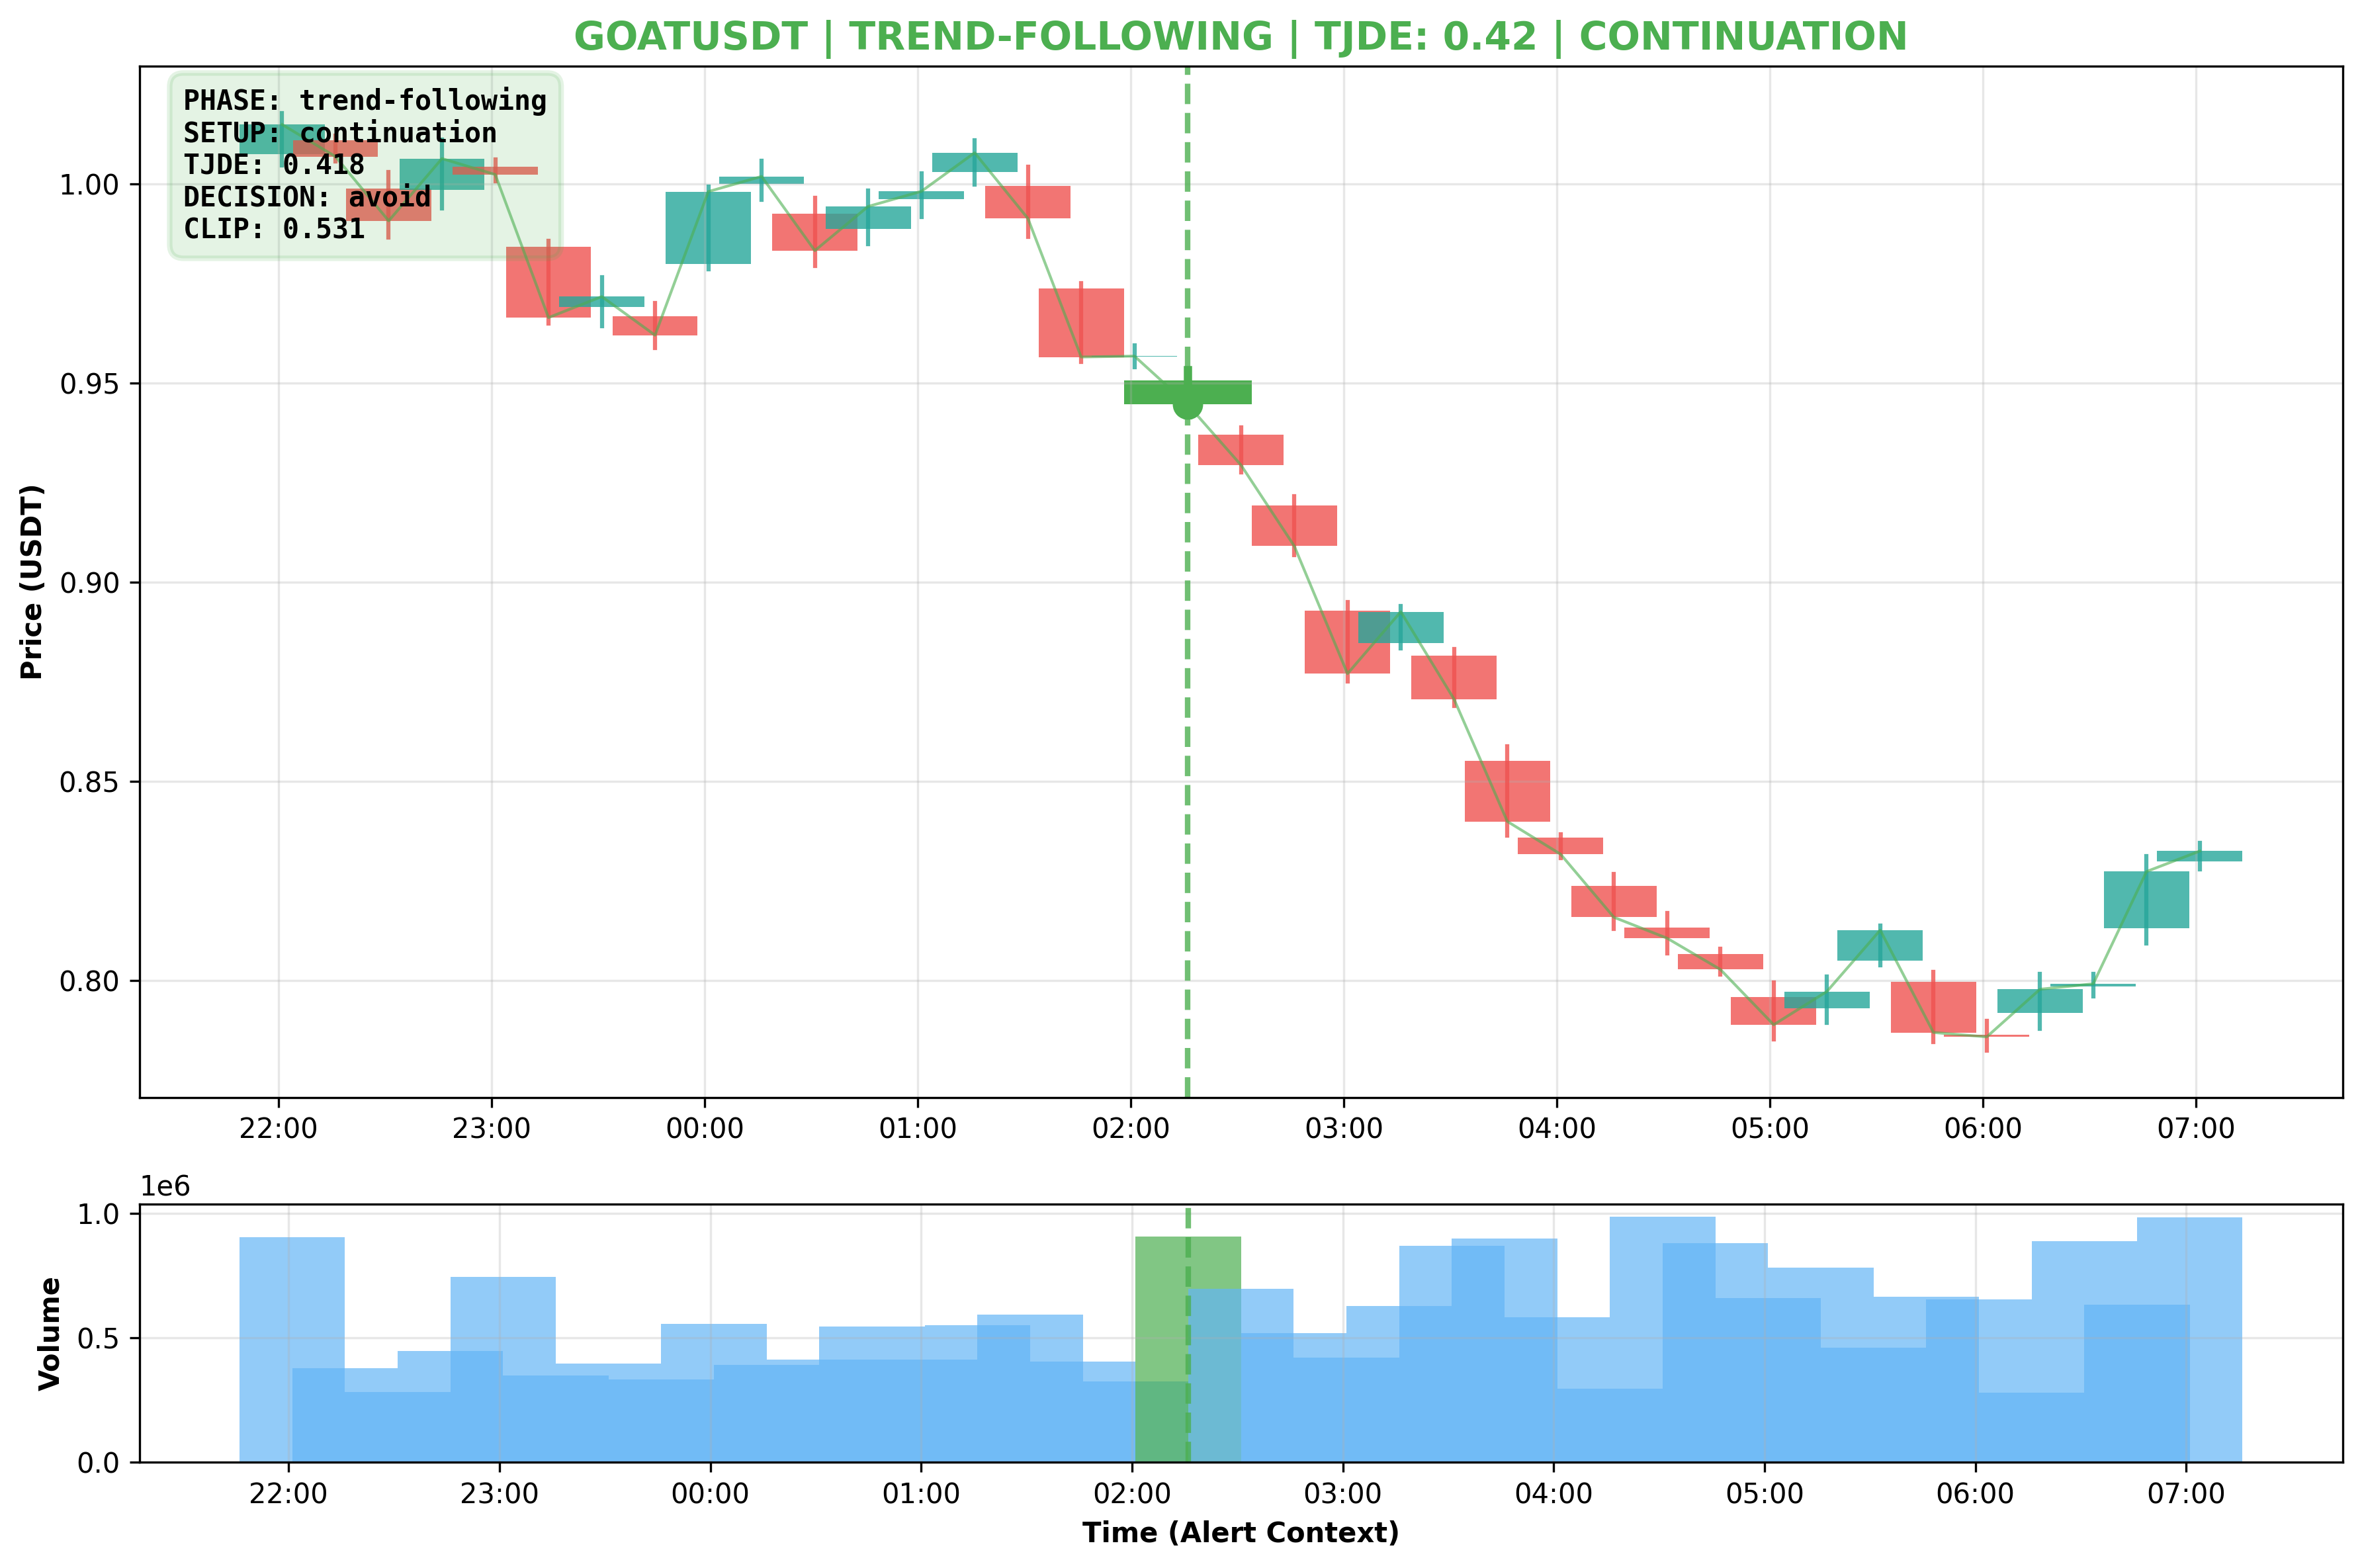 GOATUSDT | TREND-FOLLOWING | TJDE: 0.42 | CONTINUATION
PHASE: trend-following
SETUP: continuation
TJDE: 0.418
DECISION: avoid
CLIP: 0.531
Price (USDT)
1.00
0.95
0.90
0.85
0.80
22:00 23:00 00:00 01:00 02:00 03:00 04:00 05:00 06:00 07:00
1e6
Volume
1.0
0.5
0.0
22:00 23:00 00:00 01:00 02:00 03:00 04:00 05:00 06:00 07:00
Time (Alert Context)